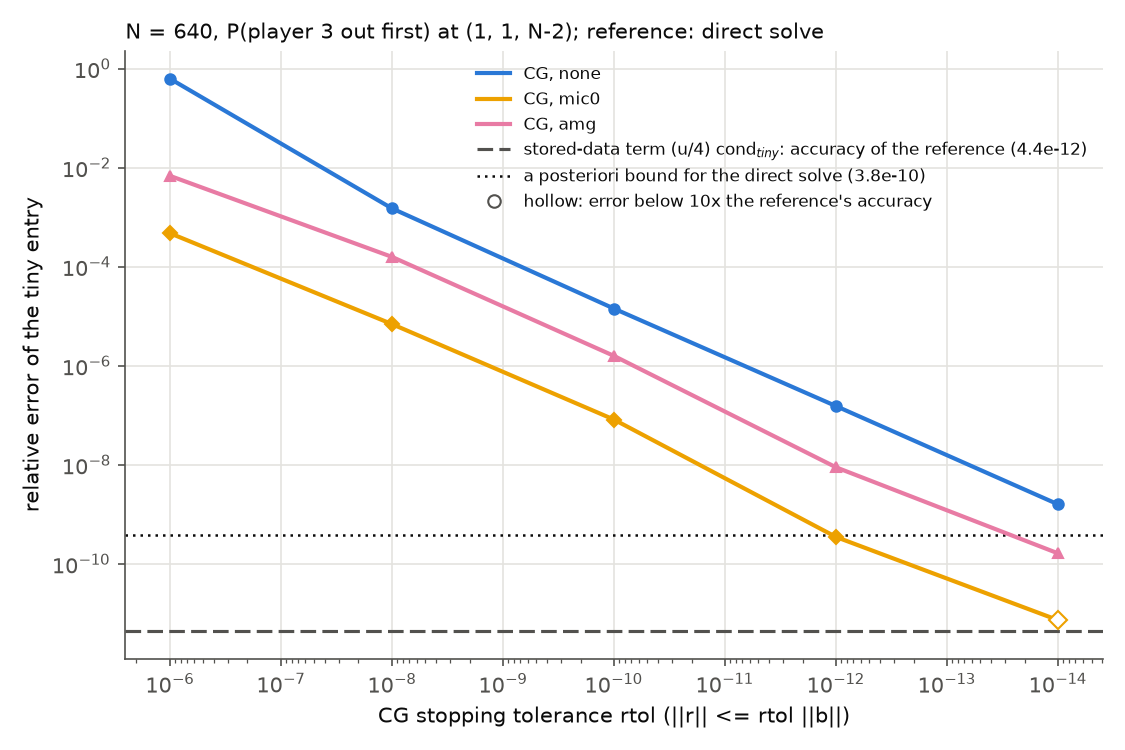 N = 640, P(player 3 out first) at (1, 1, N-2); reference: direct solve
CG, none
CG, mic0
CG, amg
stored-data term (u/4) cond_tiny: accuracy of the reference (4.4e-12)
a posteriori bound for the direct solve (3.8e-10)
hollow: error below 10x the reference's accuracy
relative error of the tiny entry
10⁰
10⁻²
10⁻⁴
10⁻⁶
10⁻⁸
10⁻¹⁰
10⁻⁶ 10⁻⁷ 10⁻⁸ 10⁻⁹ 10⁻¹⁰ 10⁻¹¹ 10⁻¹² 10⁻¹³ 10⁻¹⁴
CG stopping tolerance rtol (||r|| <= rtol ||b||)